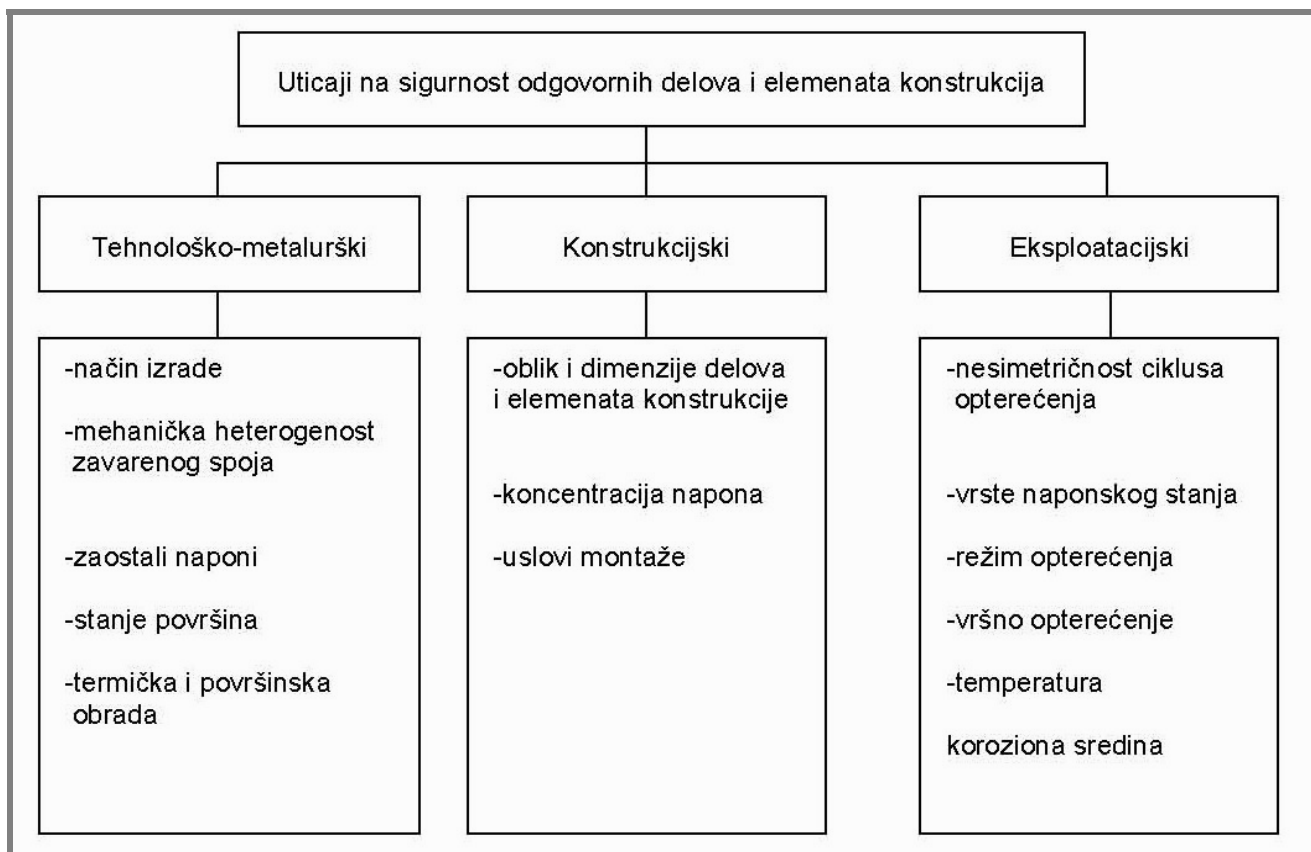 Uticaji na sigurnost odgovornih delova i elemenata konstrukcija
Tehnološko-metalurški
-način izrade
-mehanička heterogenost
zavarenog spoja
-zaostali naponi
-stanje površina
-termička i površinska
obrada
Konstrukcijski
-oblik i dimenzije delova
i elemenata konstrukcije
-koncentracija napona
-uslovi montaže
Eksploatacijski
-nesimetričnost ciklusa
opterećenja
-vrste naponskog stanja
-režim opterećenja
-vršno opterećenje
-temperatura
koroziona sredina